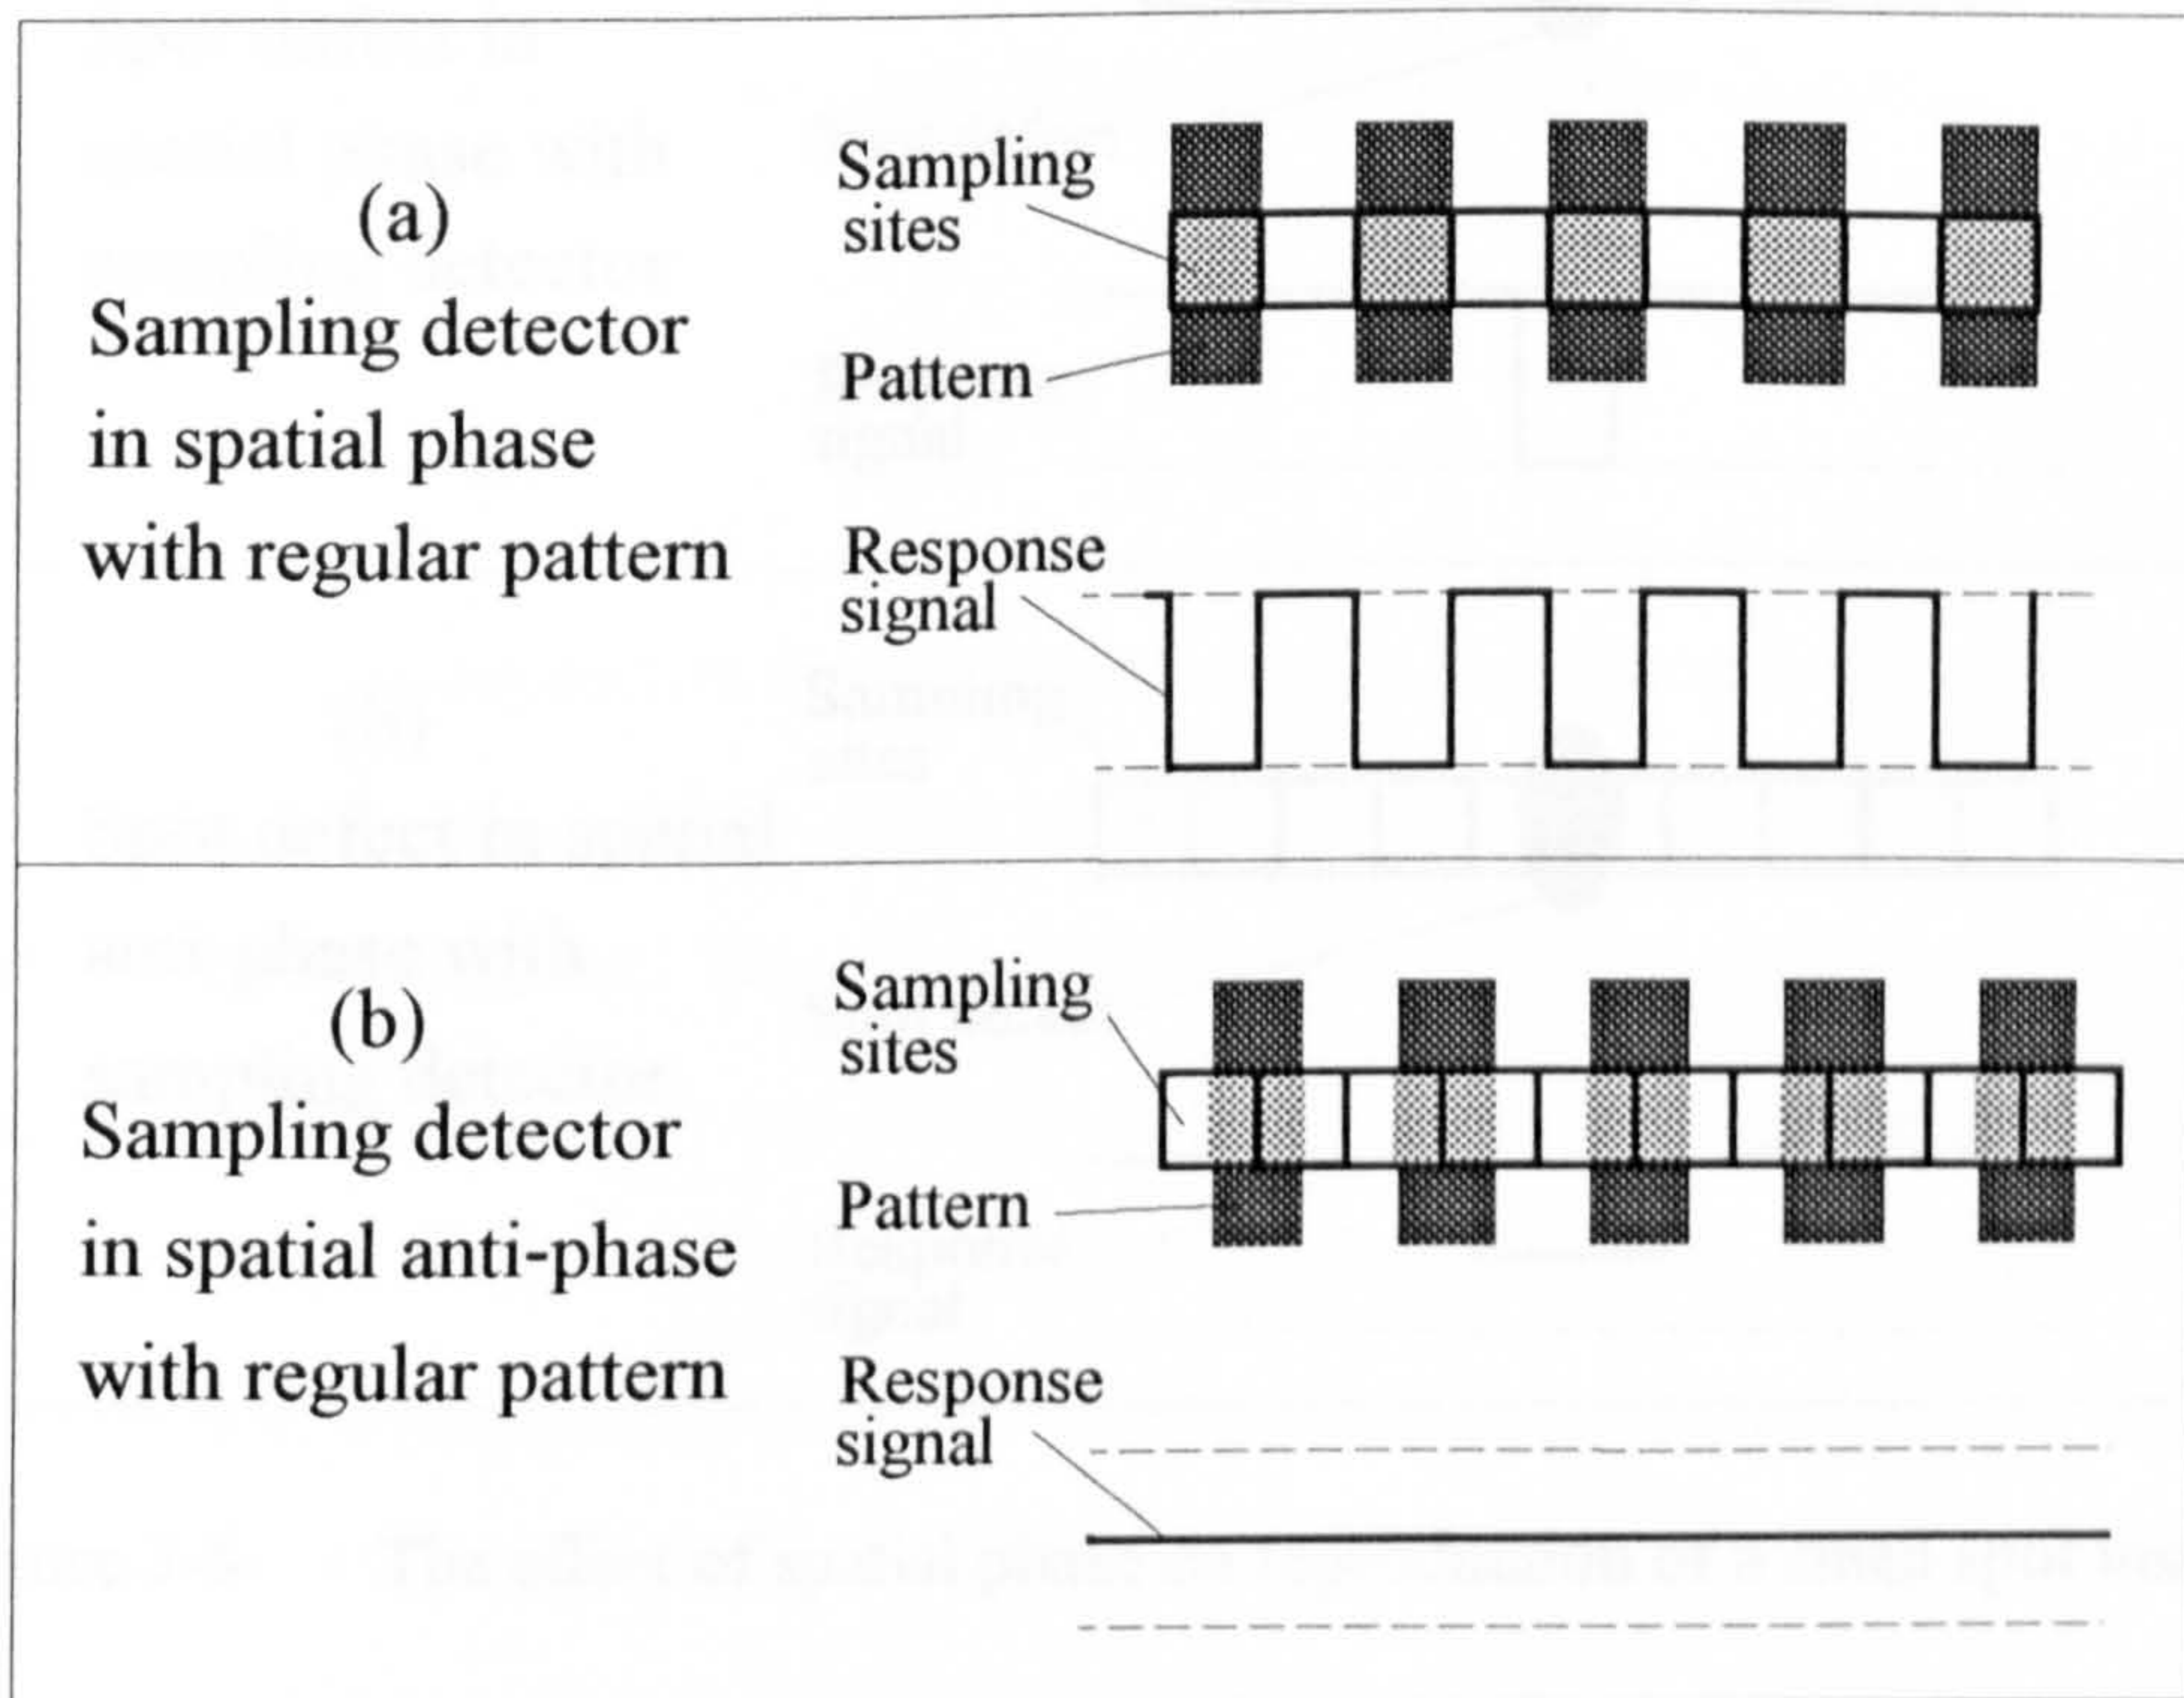 (a)
Sampling detector
in spatial phase
with regular pattern
Sampling
sites
Pattern
Response
signal
(b)
Sampling detector
in spatial anti-phase
with regular pattern
Sampling
sites
Pattern
Response
signal